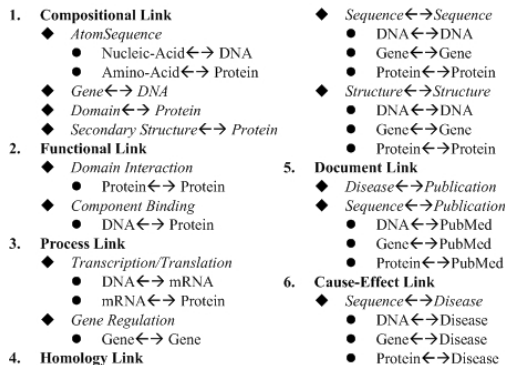 1. Compositional Link
◆ AtomSequence
● Nucleic-Acid←→ DNA
● Amino-Acid←→ Protein
◆ Gene←→ DNA
◆ Domain←→ Protein
◆ Secondary Structure←→ Protein
2. Functional Link
◆ Domain Interaction
● Protein←→ Protein
◆ Component Binding
● DNA←→ Protein
3. Process Link
◆ Transcription/Translation
● DNA←→ mRNA
● mRNA←→ Protein
◆ Gene Regulation
● Gene←→ Gene
4. Homology Link
◆ Sequence←→Sequence
● DNA←→DNA
● Gene←→Gene
● Protein←→Protein
◆ Structure←→Structure
● DNA←→DNA
● Gene←→Gene
● Protein←→Protein
5. Document Link
◆ Disease←→Publication
◆ Sequence←→Publication
● DNA←→PubMed
● Gene←→PubMed
● Protein←→PubMed
6. Cause-Effect Link
◆ Sequence←→Disease
● DNA←→Disease
● Gene←→Disease
● Protein←→Disease